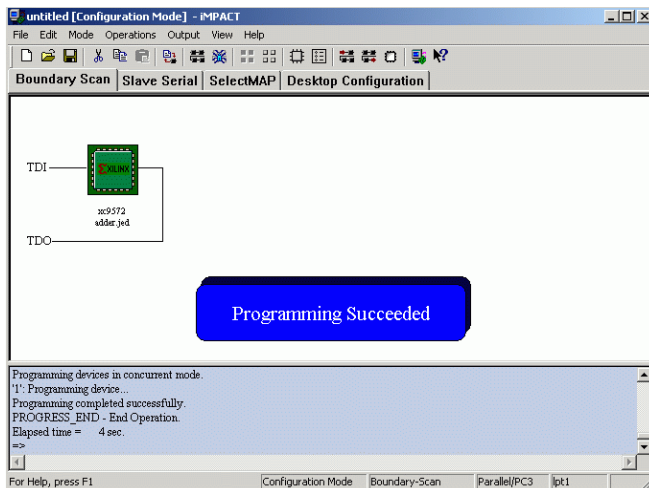 untitled [Configuration Mode] - iMPACT
File Edit Mode Operations Output View Help
Boundary Scan Slave Serial SelectMAP Desktop Configuration
TDI
XILINX
xc9572
adder.jed
TDO
Programming Succeeded
Programming devices in concurrent mode.
'1': Programming device...
Programming completed successfully.
PROGRESS_END - End Operation.
Elapsed time = 4 sec.
=>
For Help, press F1 Configuration Mode Boundary-Scan Parallel/PC3 lpt1